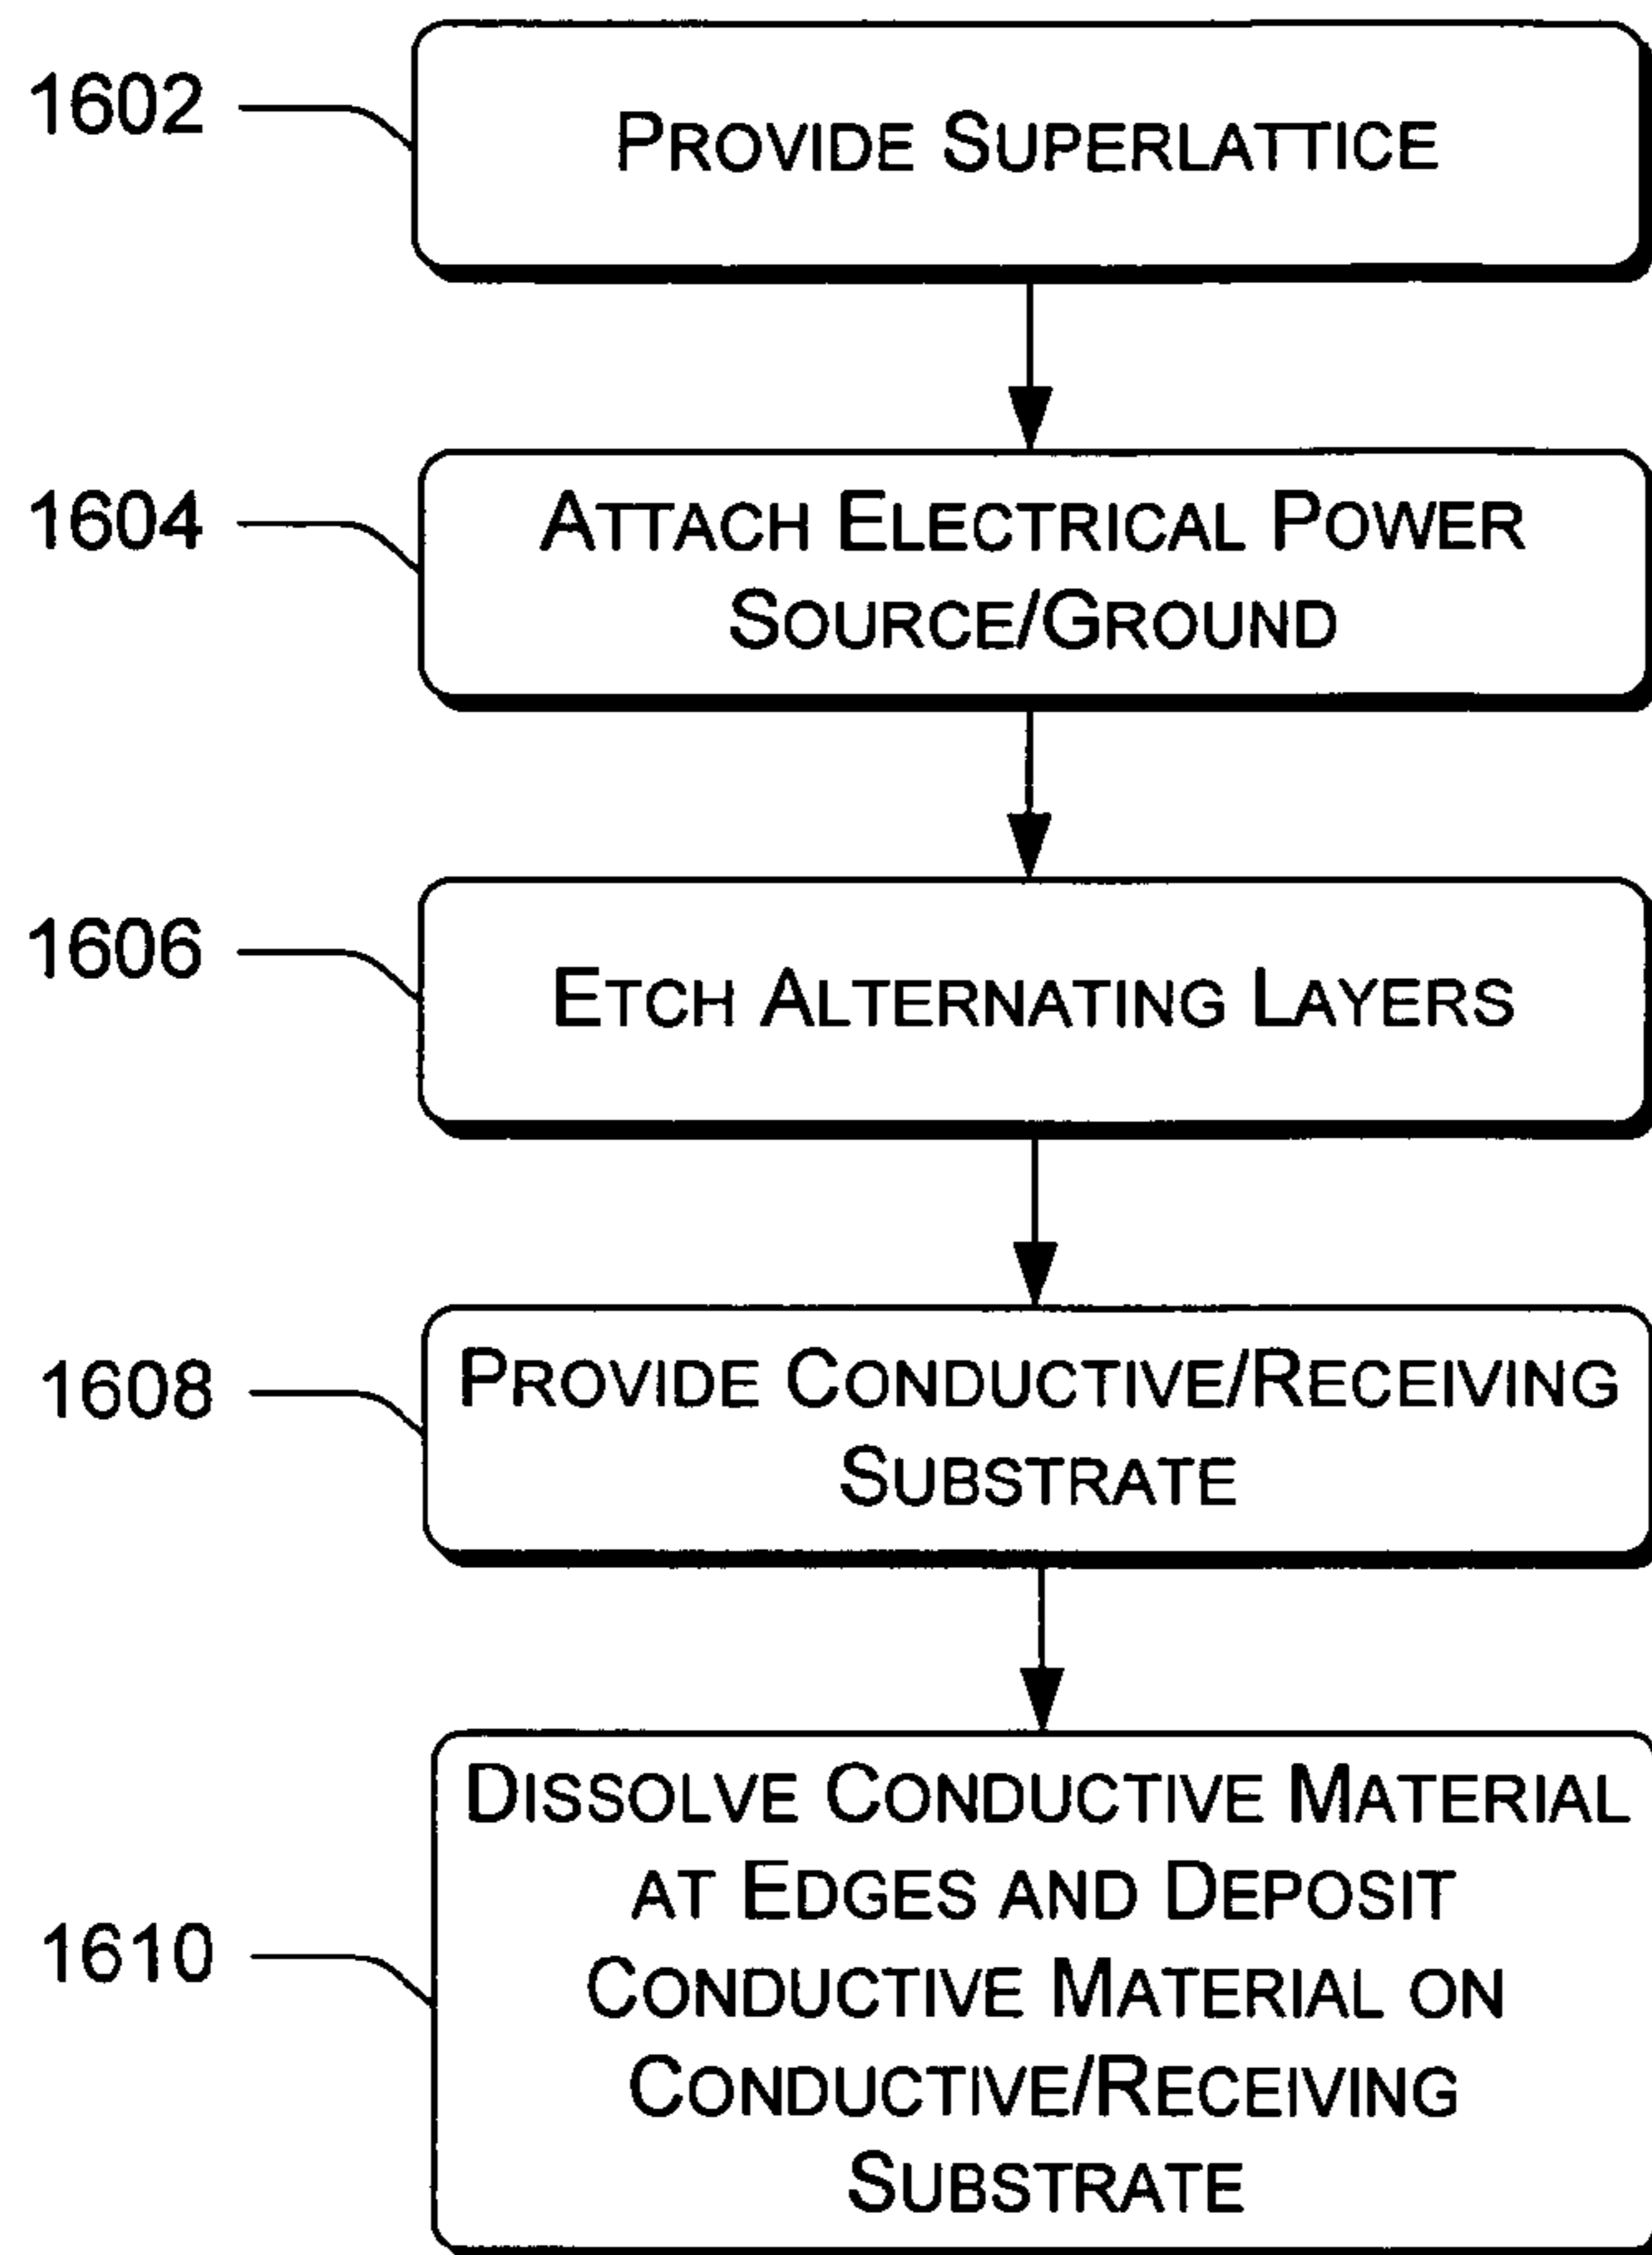 1602
PROVIDE SUPERLATTICE
1604
ATTACH ELECTRICAL POWER
SOURCE/GROUND
1606
ETCH ALTERNATING LAYERS
1608
PROVIDE CONDUCTIVE/RECEIVING
SUBSTRATE
1610
DISSOLVE CONDUCTIVE MATERIAL
AT EDGES AND DEPOSIT
CONDUCTIVE MATERIAL ON
CONDUCTIVE/RECEIVING
SUBSTRATE